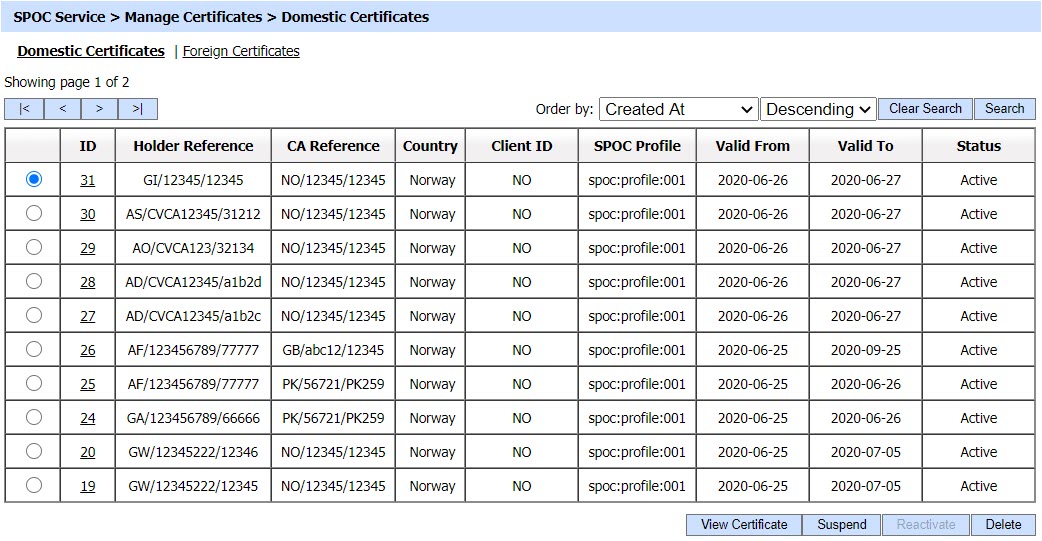 SPOC Service > Manage Certificates > Domestic Certificates
Domestic Certificates | Foreign Certificates
Showing page 1 of 2
|< < > >| Order by: Created At Descending Clear Search Search
ID Holder Reference CA Reference Country Client ID SPOC Profile Valid From Valid To Status
31 GI/12345/12345 NO/12345/12345 Norway NO spoc:profile:001 2020-06-26 2020-06-27 Active
30 AS/CVCA12345/31212 NO/12345/12345 Norway NO spoc:profile:001 2020-06-26 2020-06-27 Active
29 AO/CVCA123/32134 NO/12345/12345 Norway NO spoc:profile:001 2020-06-26 2020-06-27 Active
28 AD/CVCA12345/a1b2d NO/12345/12345 Norway NO spoc:profile:001 2020-06-26 2020-06-27 Active
27 AD/CVCA12345/a1b2c NO/12345/12345 Norway NO spoc:profile:001 2020-06-26 2020-06-27 Active
26 AF/123456789/77777 GB/abc12/12345 Norway NO spoc:profile:001 2020-06-25 2020-09-25 Active
25 AF/123456789/77777 PK/56721/PK259 Norway NO spoc:profile:001 2020-06-25 2020-06-26 Active
24 GA/123456789/66666 PK/56721/PK259 Norway NO spoc:profile:001 2020-06-25 2020-06-26 Active
20 GW/12345222/12346 NO/12345/12345 Norway NO spoc:profile:001 2020-06-25 2020-07-05 Active
19 GW/12345222/12345 NO/12345/12345 Norway NO spoc:profile:001 2020-06-25 2020-07-05 Active
View Certificate Suspend Reactivate Delete